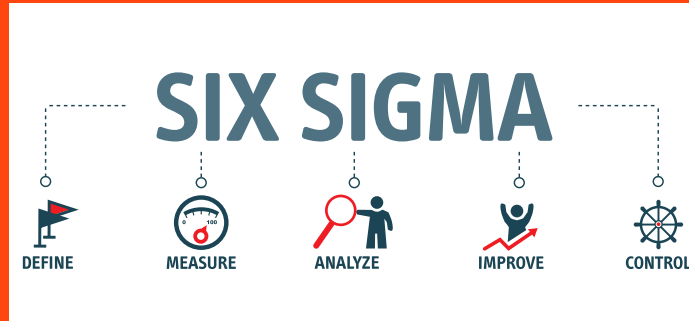 SIX SIGMA
0 100
DEFINE
MEASURE
ANALYZE
IMPROVE
CONTROL